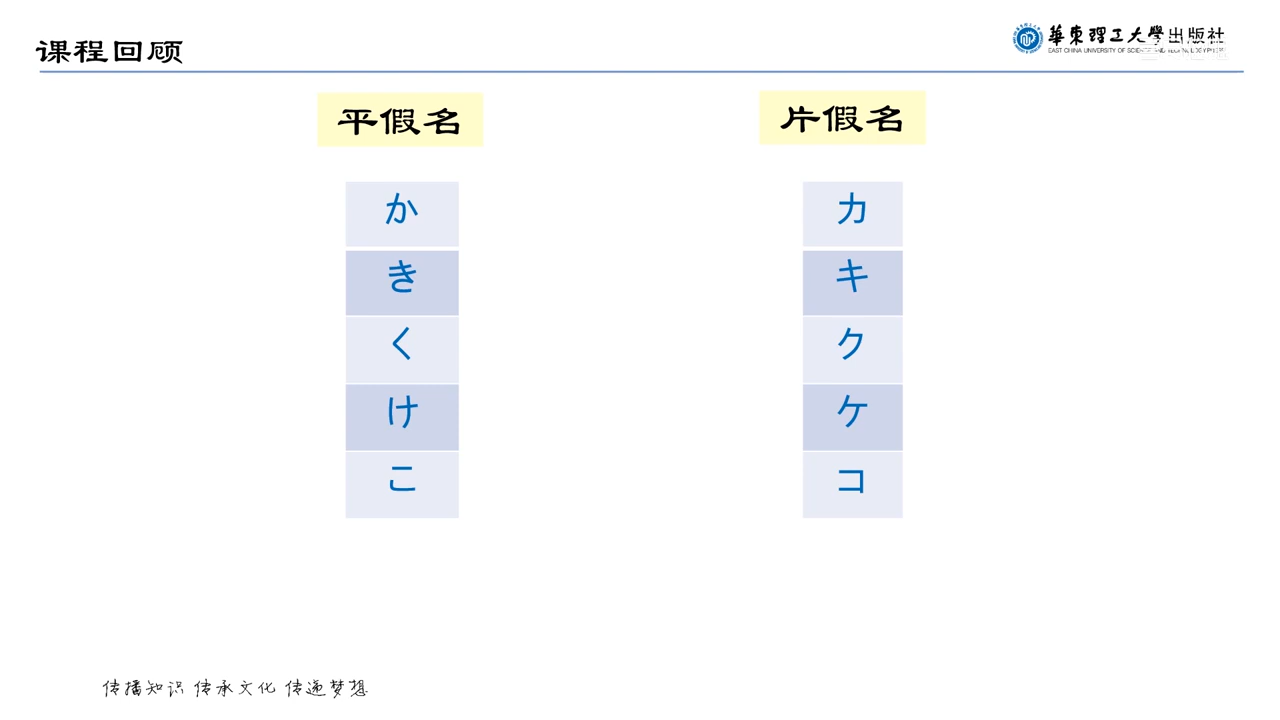 课程回顾
華東理工大學出版社
平假名
片假名
か
カ
き
キ
く
ク
け
ケ
こ
コ
传播知识 传承文化 传递梦想